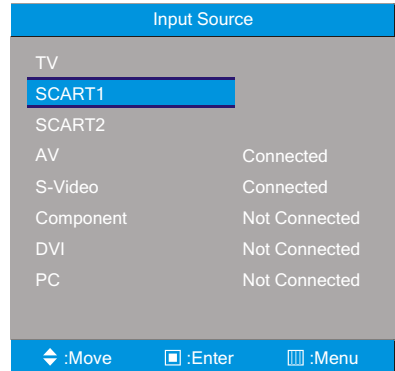 Input Source
TV
SCART1
SCART2
AV Connected
S-Video Connected
Component Not Connected
DVI Not Connected
PC Not Connected
:Move :Enter :Menu